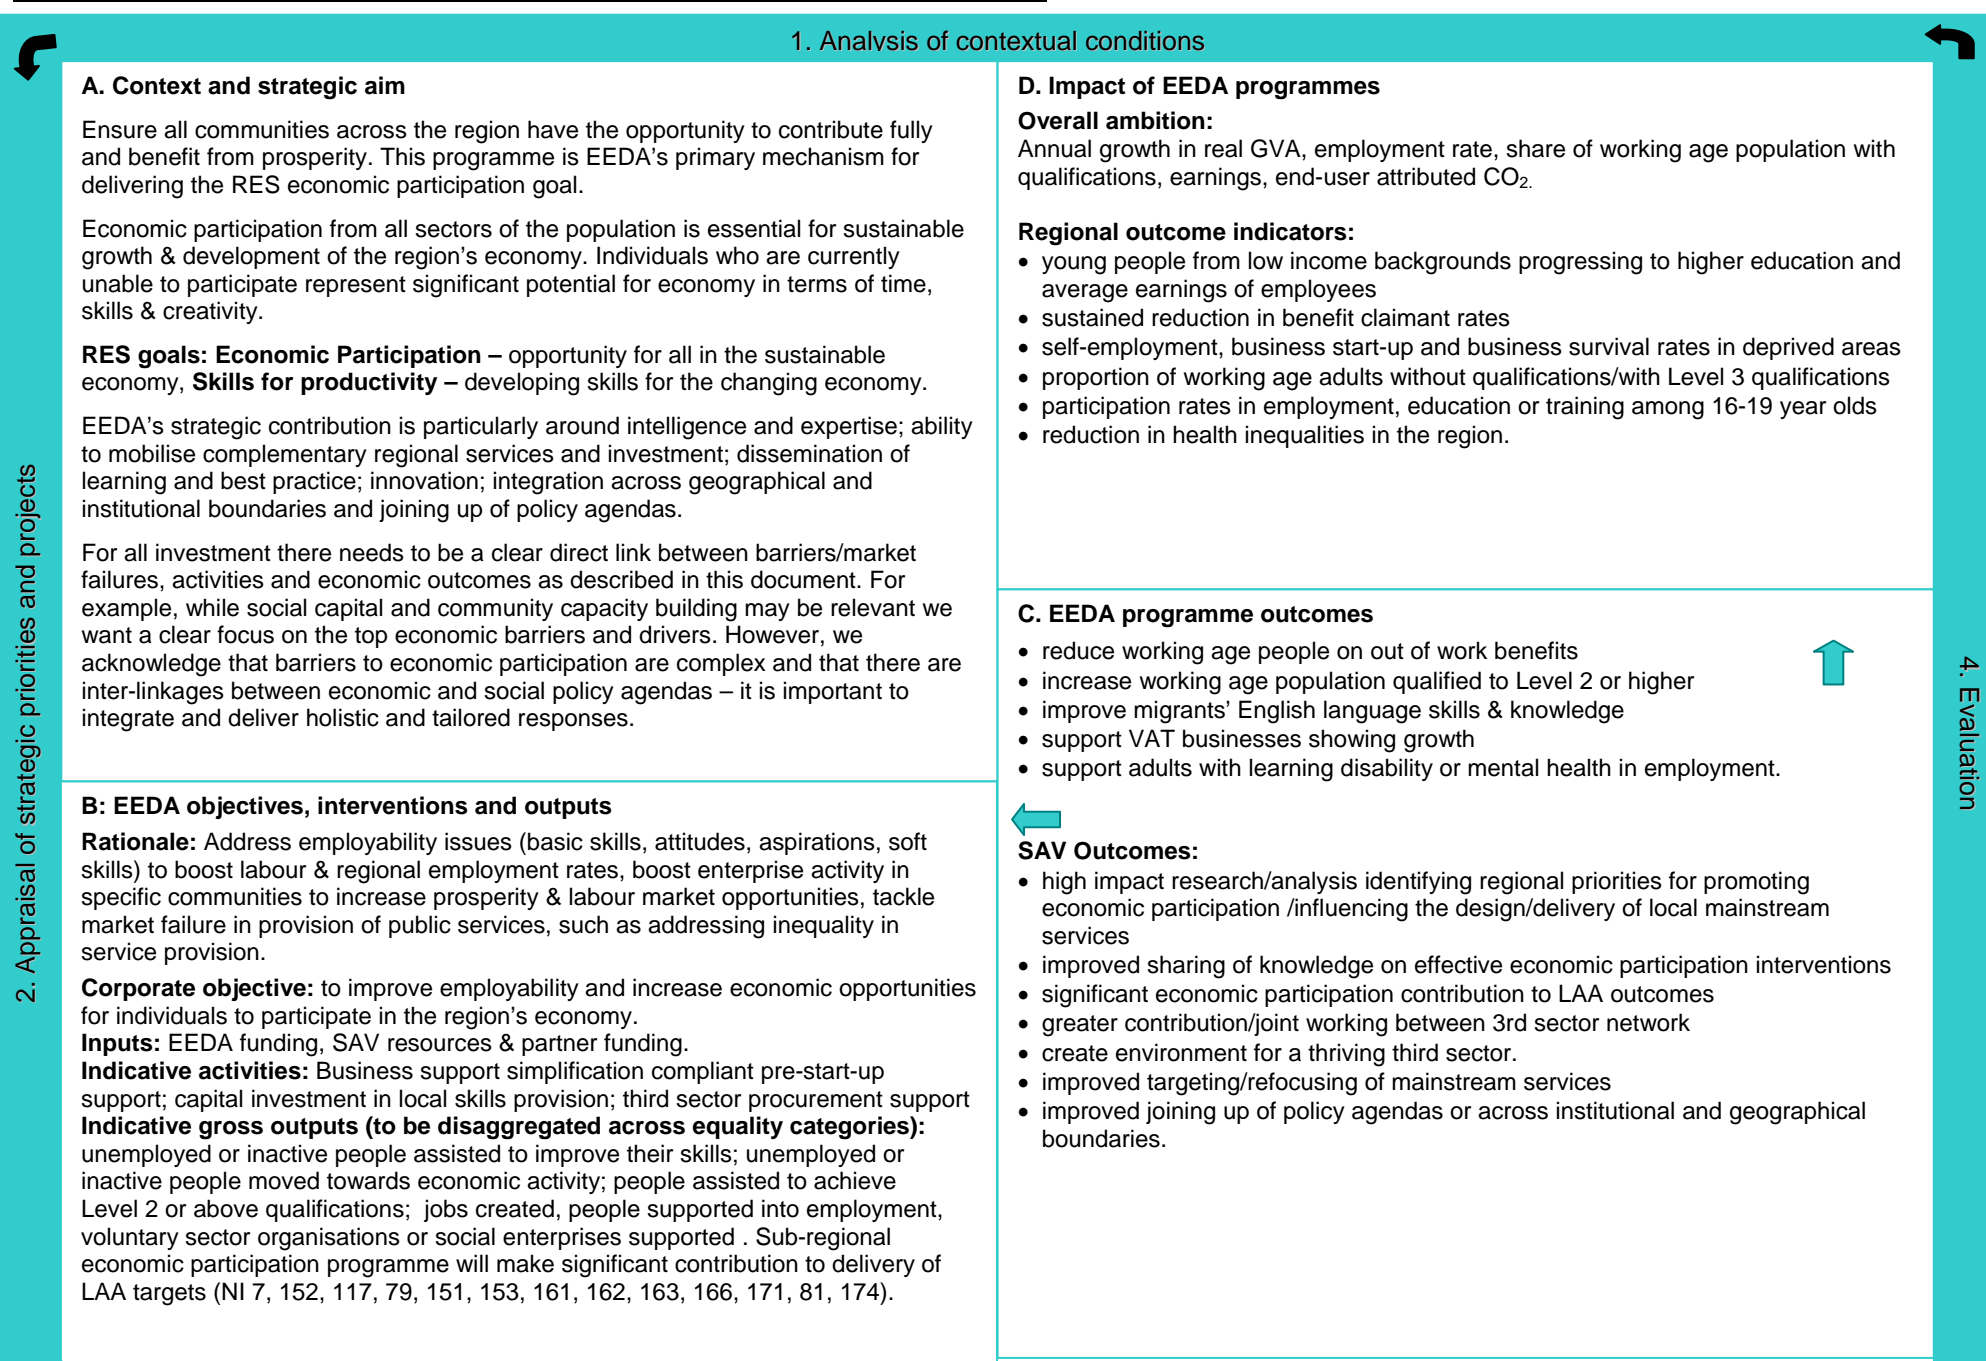 1. Analysis of contextual conditions
2. Appraisal of strategic priorities and projects
A. Context and strategic aim
Ensure all communities across the region have the opportunity to contribute fully
and benefit from prosperity. This programme is EEDA’s primary mechanism for
delivering the RES economic participation goal.
Economic participation from all sectors of the population is essential for sustainable
growth & development of the region’s economy. Individuals who are currently
unable to participate represent significant potential for economy in terms of time,
skills & creativity.
RES goals: Economic Participation – opportunity for all in the sustainable
economy, Skills for productivity – developing skills for the changing economy.
EEDA’s strategic contribution is particularly around intelligence and expertise; ability
to mobilise complementary regional services and investment; dissemination of
learning and best practice; innovation; integration across geographical and
institutional boundaries and joining up of policy agendas.
For all investment there needs to be a clear direct link between barriers/market
failures, activities and economic outcomes as described in this document. For
example, while social capital and community capacity building may be relevant we
want a clear focus on the top economic barriers and drivers. However, we
acknowledge that barriers to economic participation are complex and that there are
inter-linkages between economic and social policy agendas – it is important to
integrate and deliver holistic and tailored responses.
B: EEDA objectives, interventions and outputs
Rationale: Address employability issues (basic skills, attitudes, aspirations, soft
skills) to boost labour & regional employment rates, boost enterprise activity in
specific communities to increase prosperity & labour market opportunities, tackle
market failure in provision of public services, such as addressing inequality in
service provision.
Corporate objective: to improve employability and increase economic opportunities
for individuals to participate in the region’s economy.
Inputs: EEDA funding, SAV resources & partner funding.
Indicative activities: Business support simplification compliant pre-start-up
support; capital investment in local skills provision; third sector procurement support
Indicative gross outputs (to be disaggregated across equality categories):
unemployed or inactive people assisted to improve their skills; unemployed or
inactive people moved towards economic activity; people assisted to achieve
Level 2 or above qualifications;  jobs created, people supported into employment,
voluntary sector organisations or social enterprises supported . Sub-regional
economic participation programme will make significant contribution to delivery of
LAA targets (NI 7, 152, 117, 79, 151, 153, 161, 162, 163, 166, 171, 81, 174).
D. Impact of EEDA programmes
Overall ambition:
Annual growth in real GVA, employment rate, share of working age population with
qualifications, earnings, end-user attributed CO2.
Regional outcome indicators:
• young people from low income backgrounds progressing to higher education and
average earnings of employees
• sustained reduction in benefit claimant rates
• self-employment, business start-up and business survival rates in deprived areas
• proportion of working age adults without qualifications/with Level 3 qualifications
• participation rates in employment, education or training among 16-19 year olds
• reduction in health inequalities in the region.
C. EEDA programme outcomes
• reduce working age people on out of work benefits
• increase working age population qualified to Level 2 or higher
• improve migrants’ English language skills & knowledge
• support VAT businesses showing growth
• support adults with learning disability or mental health in employment.
SAV Outcomes:
• high impact research/analysis identifying regional priorities for promoting
economic participation /influencing the design/delivery of local mainstream
services
• improved sharing of knowledge on effective economic participation interventions
• significant economic participation contribution to LAA outcomes
• greater contribution/joint working between 3rd sector network
• create environment for a thriving third sector.
• improved targeting/refocusing of mainstream services
• improved joining up of policy agendas or across institutional and geographical
boundaries.
4. Evaluation